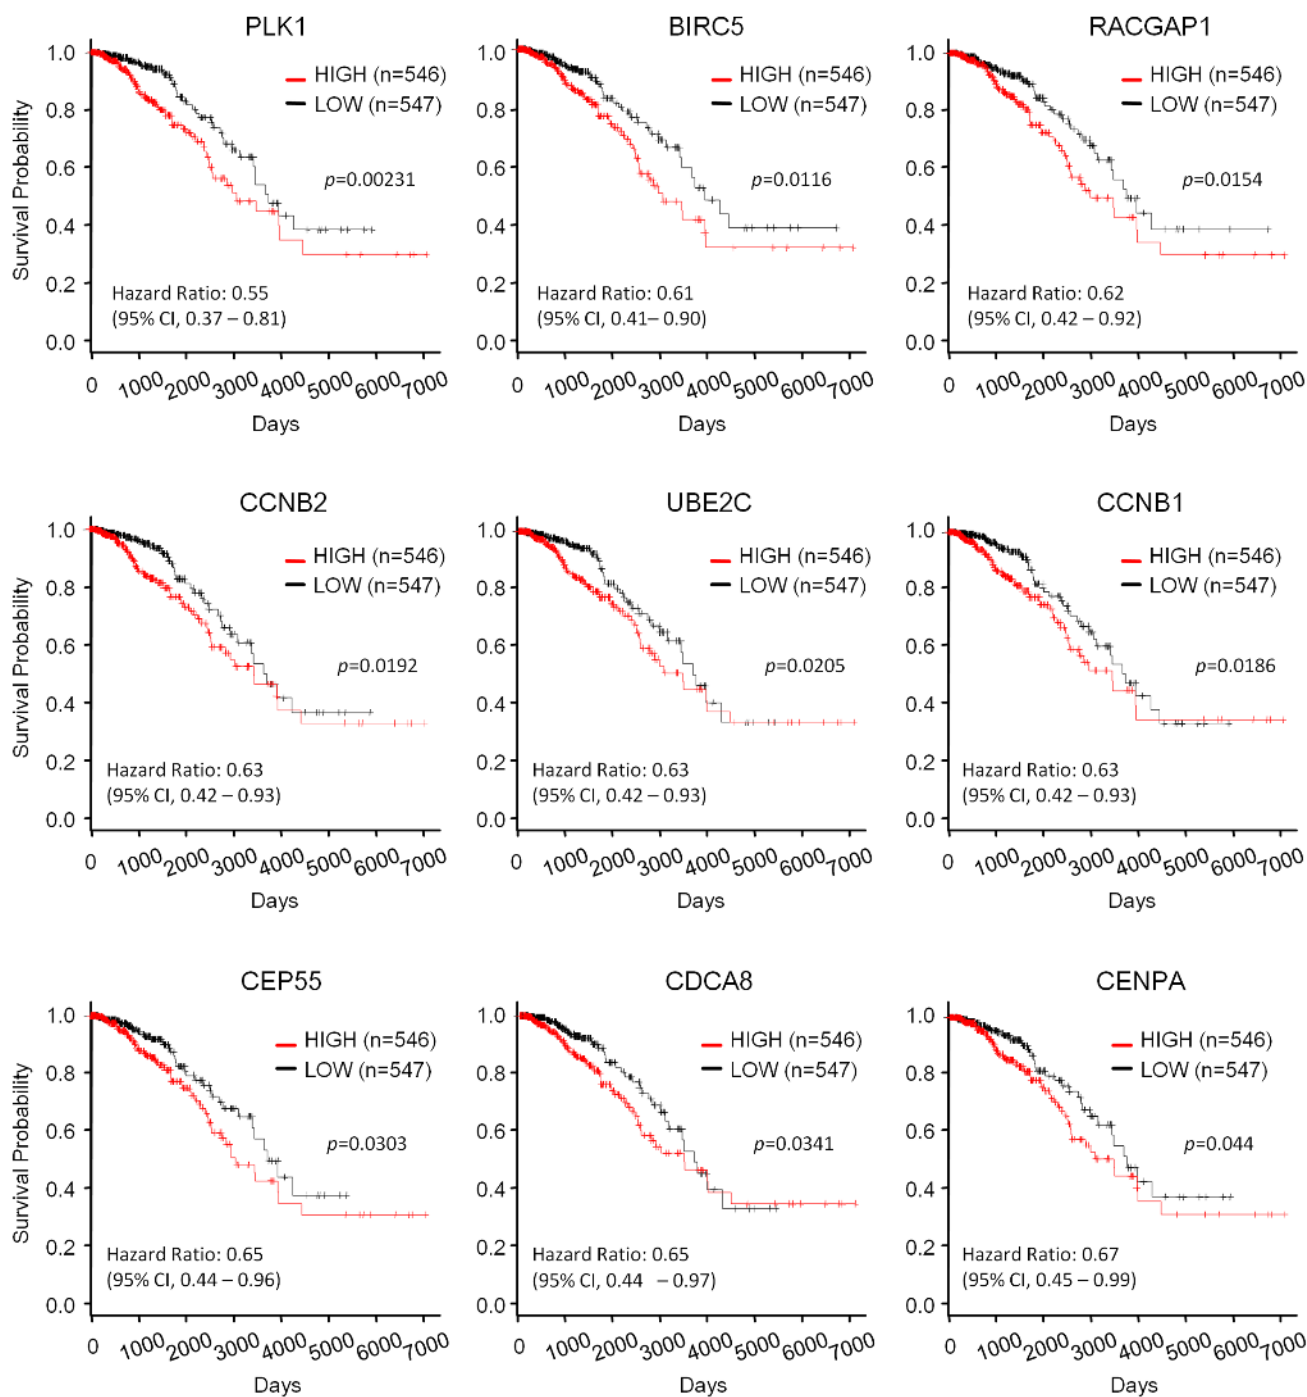 PLK1
BIRC5
RACGAP1
1.0
0.8
0.6
0.4
0.2
0.0
Survival Probability
HIGH (n=546)
LOW (n=547)
p=0.00231
Hazard Ratio: 0.55
(95% CI, 0.37 – 0.81)
0 1000 2000 3000 4000 5000 6000 7000
Days
1.0
0.8
0.6
0.4
0.2
0.0
HIGH (n=546)
LOW (n=547)
p=0.0116
Hazard Ratio: 0.61
(95% CI, 0.41– 0.90)
0 1000 2000 3000 4000 5000 6000 7000
Days
1.0
0.8
0.6
0.4
0.2
0.0
HIGH (n=546)
LOW (n=547)
p=0.0154
Hazard Ratio: 0.62
(95% CI, 0.42 – 0.92)
0 1000 2000 3000 4000 5000 6000 7000
Days
CCNB2
UBE2C
CCNB1
1.0
0.8
0.6
0.4
0.2
0.0
Survival Probability
HIGH (n=546)
LOW (n=547)
p=0.0192
Hazard Ratio: 0.63
(95% CI, 0.42 – 0.93)
0 1000 2000 3000 4000 5000 6000 7000
Days
1.0
0.8
0.6
0.4
0.2
0.0
HIGH (n=546)
LOW (n=547)
p=0.0205
Hazard Ratio: 0.63
(95% CI, 0.42 – 0.93)
0 1000 2000 3000 4000 5000 6000 7000
Days
1.0
0.8
0.6
0.4
0.2
0.0
HIGH (n=546)
LOW (n=547)
p=0.0186
Hazard Ratio: 0.63
(95% CI, 0.42 – 0.93)
0 1000 2000 3000 4000 5000 6000 7000
Days
CEP55
CDCA8
CENPA
1.0
0.8
0.6
0.4
0.2
0.0
Survival Probability
HIGH (n=546)
LOW (n=547)
p=0.0303
Hazard Ratio: 0.65
(95% CI, 0.44 – 0.96)
0 1000 2000 3000 4000 5000 6000 7000
Days
1.0
0.8
0.6
0.4
0.2
0.0
HIGH (n=546)
LOW (n=547)
p=0.0341
Hazard Ratio: 0.65
(95% CI, 0.44 – 0.97)
0 1000 2000 3000 4000 5000 6000 7000
Days
1.0
0.8
0.6
0.4
0.2
0.0
HIGH (n=546)
LOW (n=547)
p=0.044
Hazard Ratio: 0.67
(95% CI, 0.45 – 0.99)
0 1000 2000 3000 4000 5000 6000 7000
Days